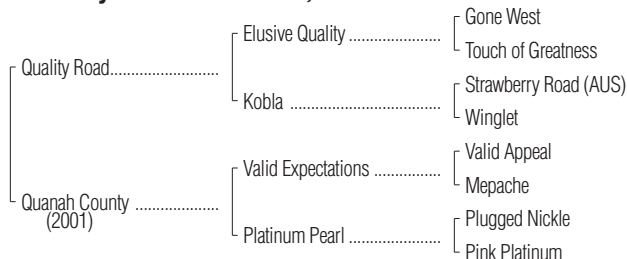 Gone West
Elusive Quality ....................
Touch of Greatness
Quality Road........................
Strawberry Road (AUS)
Kobla .................................
Winglet
Valid Appeal
Valid Expectations ..............
Mepache
Quanah County ..................
(2001)
Plugged Nickle
Platinum Pearl ....................
Pink Platinum